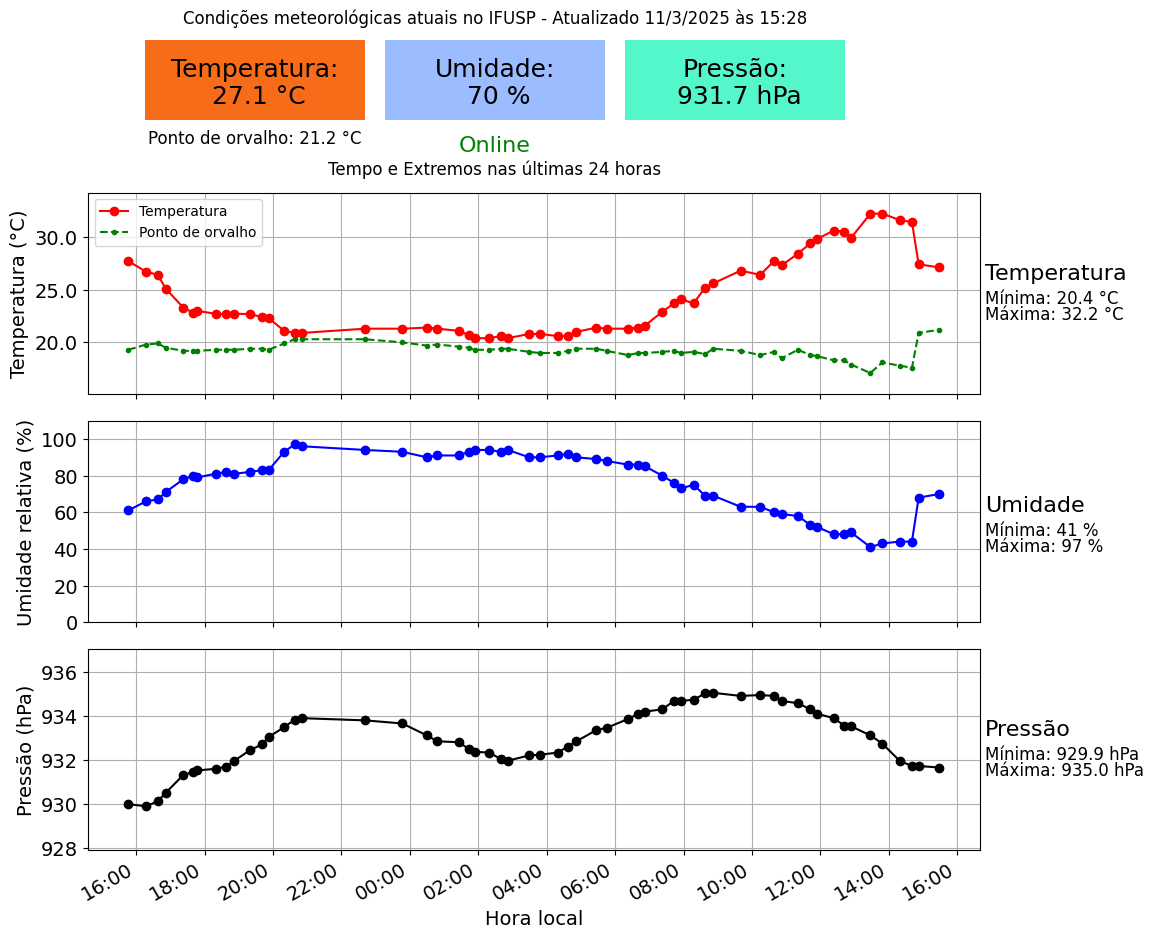 Condições meteorológicas atuais no IFUSP - Atualizado 11/3/2025 às 15:28
Temperatura:
27.1 °C
Umidade:
70 %
Pressão:
931.7 hPa
Ponto de orvalho: 21.2 °C
Online
Tempo e Extremos nas últimas 24 horas
Temperatura (°C)
30.0
25.0
20.0
Temperatura
Ponto de orvalho
Temperatura
Mínima: 20.4 °C
Máxima: 32.2 °C
Umidade relativa (%)
100
80
60
40
20
0
Umidade
Mínima: 41 %
Máxima: 97 %
Pressão (hPa)
936
934
932
930
928
Pressão
Mínima: 929.9 hPa
Máxima: 935.0 hPa
16:00 18:00 20:00 22:00 00:00 02:00 04:00 06:00 08:00 10:00 12:00 14:00 16:00
Hora local